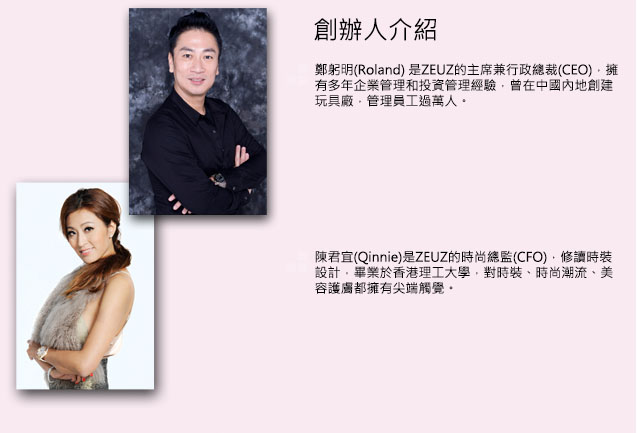 創辦人介紹
鄭躬明(Roland) 是ZEUZ的主席兼行政總裁(CEO)，擁
有多年企業管理和投資管理經驗，曾在中國內地創建
玩具廠，管理員工過萬人。
陳君宜(Qinnie)是ZEUZ的時尚總監(CFO)，修讀時裝
設計，畢業於香港理工大學，對時裝、時尚潮流、美
容護膚都擁有尖端觸覺。